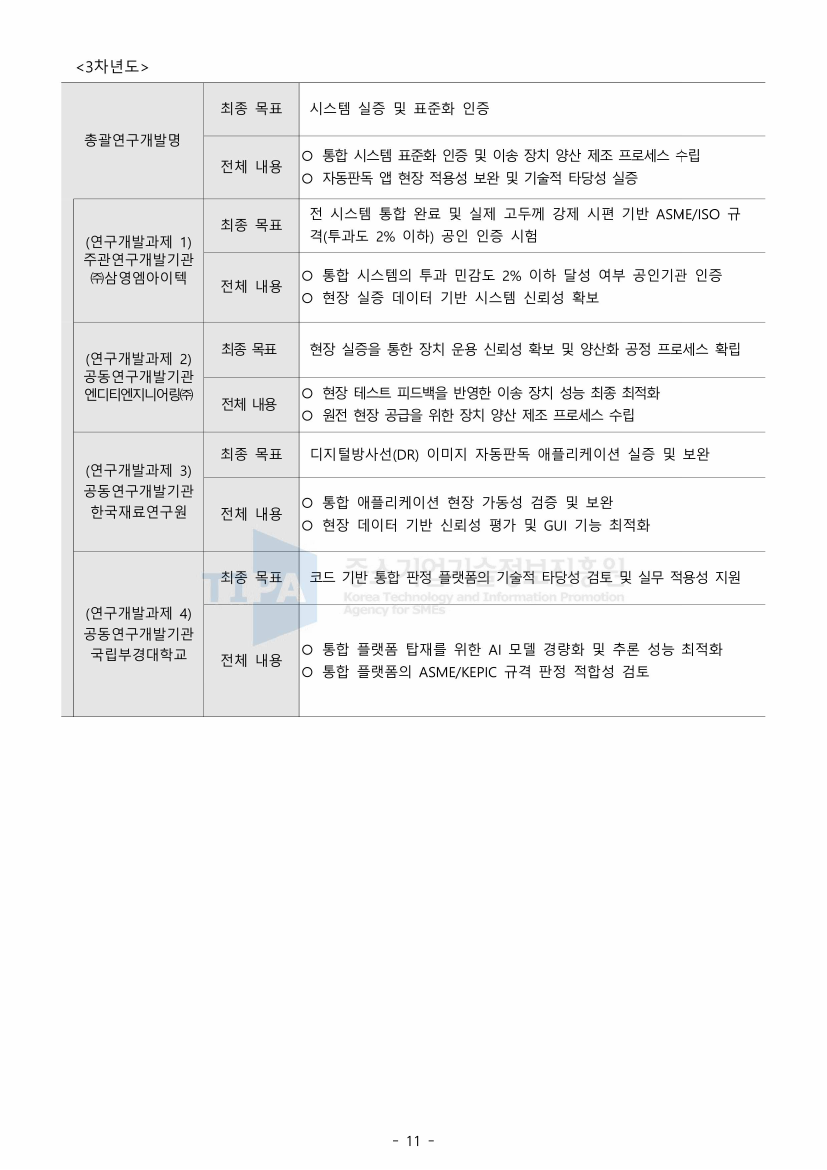 <3차년도>
총괄연구개발명
최종 목표
시스템 실증 및 표준화 인증
전체 내용
○ 통합 시스템 표준화 인증 및 이송 장치 양산 제조 프로세스 수립
○ 자동판독 앱 현장 적용성 보완 및 기술적 타당성 실증
(연구개발과제 1)
주관연구개발기관
㈜삼영엠아이텍
최종 목표
전 시스템 통합 완료 및 실제 고두께 강제 시편 기반 ASME/ISO 규
격(투과도 2% 이하) 공인 인증 시험
전체 내용
○ 통합 시스템의 투과 민감도 2% 이하 달성 여부 공인기관 인증
○ 현장 실증 데이터 기반 시스템 신뢰성 확보
(연구개발과제 2)
공동연구개발기관
엔디티엔지니어링㈜
최종 목표
현장 실증을 통한 장치 운용 신뢰성 확보 및 양산화 공정 프로세스 확립
전체 내용
○ 현장 테스트 피드백을 반영한 이송 장치 성능 최종 최적화
○ 원전 현장 공급을 위한 장치 양산 제조 프로세스 수립
(연구개발과제 3)
공동연구개발기관
한국재료연구원
최종 목표
디지털방사선(DR) 이미지 자동판독 애플리케이션 실증 및 보완
전체 내용
○ 통합 애플리케이션 현장 가동성 검증 및 보완
○ 현장 데이터 기반 신뢰성 평가 및 GUI 기능 최적화
(연구개발과제 4)
공동연구개발기관
국립부경대학교
최종 목표
코드 기반 통합 판정 플랫폼의 기술적 타당성 검토 및 실무 적용성 지원
전체 내용
○ 통합 플랫폼 탑재를 위한 AI 모델 경량화 및 추론 성능 최적화
○ 통합 플랫폼의 ASME/KEPIC 규격 판정 적합성 검토
TIPA
중소기업기술정보진흥원
Korea Technology and Information Promotion
Agency for SMEs
- 11 -